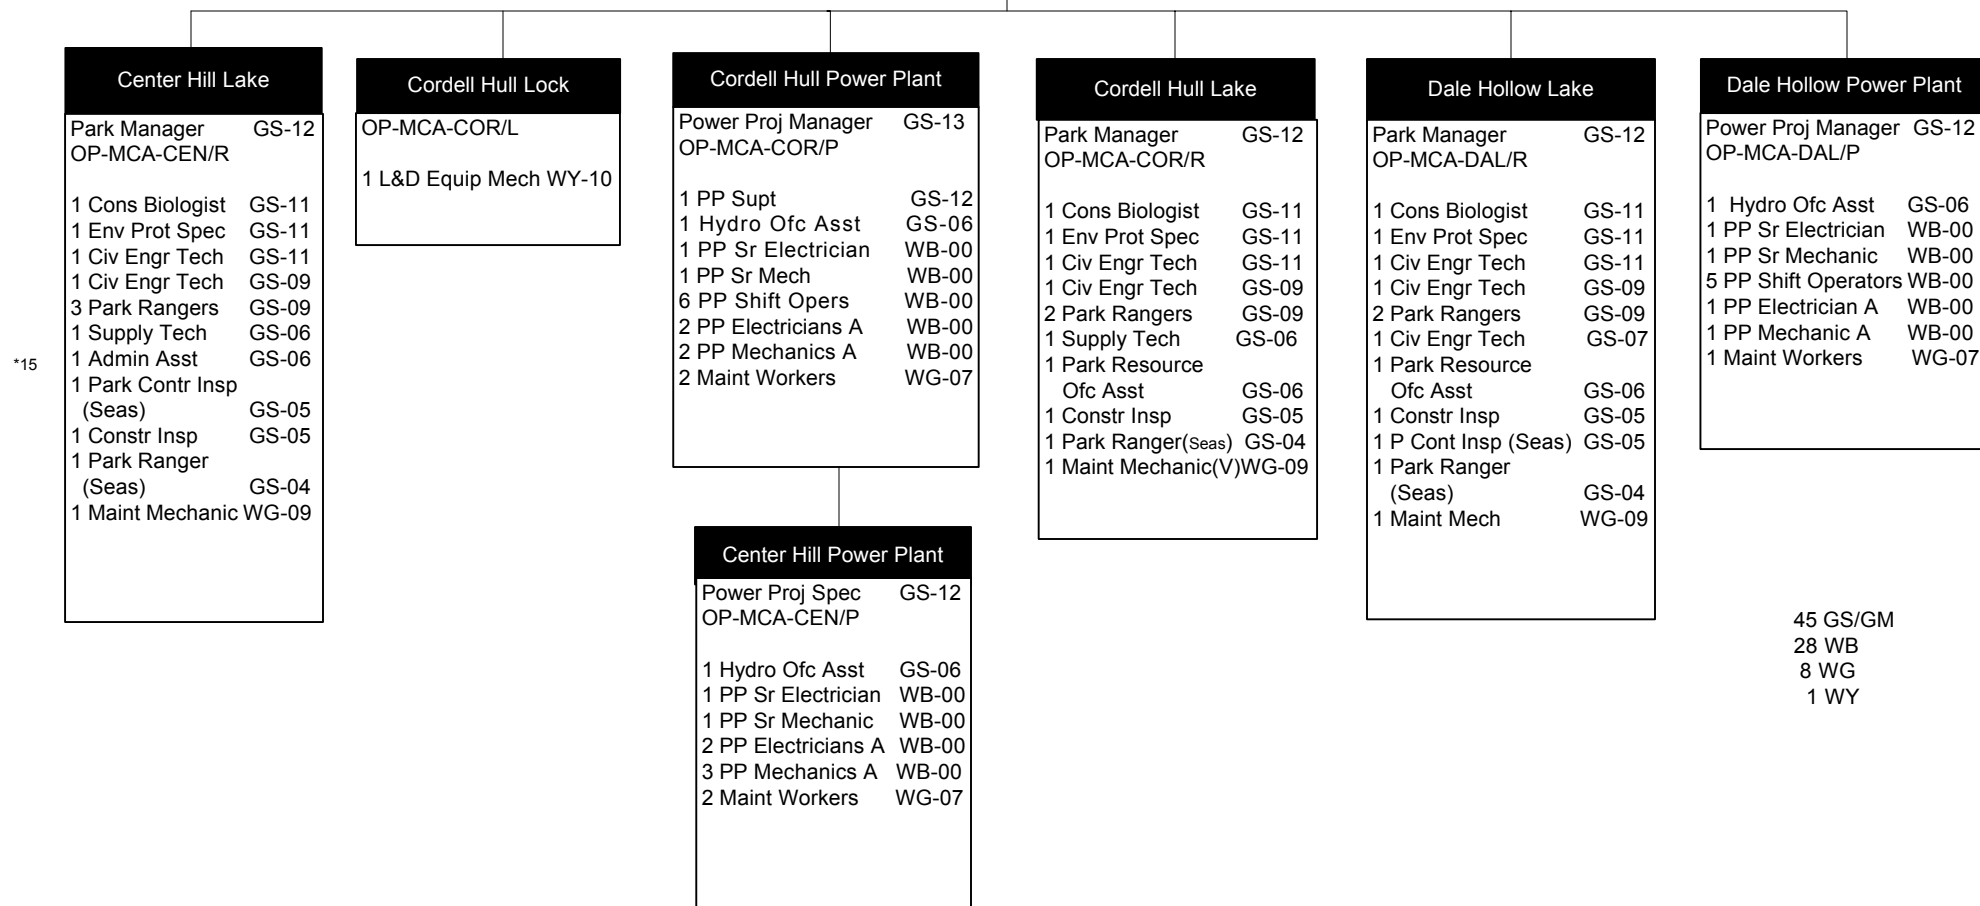 *15
Center Hill Lake
Park Manager GS-12
OP-MCA-CEN/R
1 Cons Biologist GS-11
1 Env Prot Spec GS-11
1 Civ Engr Tech GS-11
1 Civ Engr Tech GS-09
3 Park Rangers GS-09
1 Supply Tech GS-06
1 Admin Asst GS-06
1 Park Contr Insp
(Seas) GS-05
1 Constr Insp GS-05
1 Park Ranger
(Seas) GS-04
1 Maint Mechanic WG-09
Cordell Hull Lock
OP-MCA-COR/L
1 L&D Equip Mech WY-10
Cordell Hull Power Plant
Power Proj Manager GS-13
OP-MCA-COR/P
1 PP Supt GS-12
1 Hydro Ofc Asst GS-06
1 PP Sr Electrician WB-00
1 PP Sr Mech WB-00
6 PP Shift Opers WB-00
2 PP Electricians A WB-00
2 PP Mechanics A WB-00
2 Maint Workers WG-07
Center Hill Power Plant
Power Proj Spec GS-12
OP-MCA-CEN/P
1 Hydro Ofc Asst GS-06
1 PP Sr Electrician WB-00
1 PP Sr Mechanic WB-00
2 PP Electricians A WB-00
3 PP Mechanics A WB-00
2 Maint Workers WG-07
Cordell Hull Lake
Park Manager GS-12
OP-MCA-COR/R
1 Cons Biologist GS-11
1 Env Prot Spec GS-11
1 Civ Engr Tech GS-11
1 Civ Engr Tech GS-09
2 Park Rangers GS-09
1 Supply Tech GS-06
1 Park Resource
Ofc Asst GS-06
1 Constr Insp GS-05
1 Park Ranger(Seas) GS-04
1 Maint Mechanic(V)WG-09
Dale Hollow Lake
Park Manager GS-12
OP-MCA-DAL/R
1 Cons Biologist GS-11
1 Env Prot Spec GS-11
1 Civ Engr Tech GS-11
1 Civ Engr Tech GS-09
2 Park Rangers GS-09
1 Civ Engr Tech GS-07
1 Park Resource
Ofc Asst GS-06
1 Constr Insp GS-05
1 P Cont Insp (Seas) GS-05
1 Park Ranger
(Seas) GS-04
1 Maint Mech WG-09
Dale Hollow Power Plant
Power Proj Manager GS-12
OP-MCA-DAL/P
1 Hydro Ofc Asst GS-06
1 PP Sr Electrician WB-00
1 PP Sr Mechanic WB-00
5 PP Shift Operators WB-00
1 PP Electrician A WB-00
1 PP Mechanic A WB-00
1 Maint Workers WG-07
45 GS/GM
28 WB
8 WG
1 WY